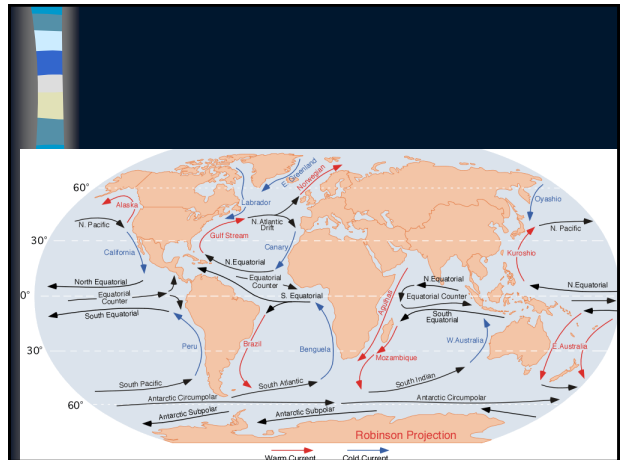 60°
E. Greenland
Norwegian
Alaska
Labrador
Oyashio
N. Pacific
N. Atlantic
Drift
N. Pacific
Gulf Stream
30°
California
Canary
Kuroshio
N.Equatorial
North Equatorial
Equatorial
Counter
N.Equatorial
N.Equatorial
0°
Equatorial
Counter
S. Equatorial
Agulhas
Equatorial Counter
South Equatorial
South
Equatorial
Peru
Brazil
Benguela
Mozambique
W.Australia
E.Australia
30°
South Pacific
South Atlantic
South Indian
60°
Antarctic Circumpolar
Antarctic Circumpolar
Antarctic Subpolar
Antarctic Subpolar
Robinson Projection
Warm Current
Cold Current